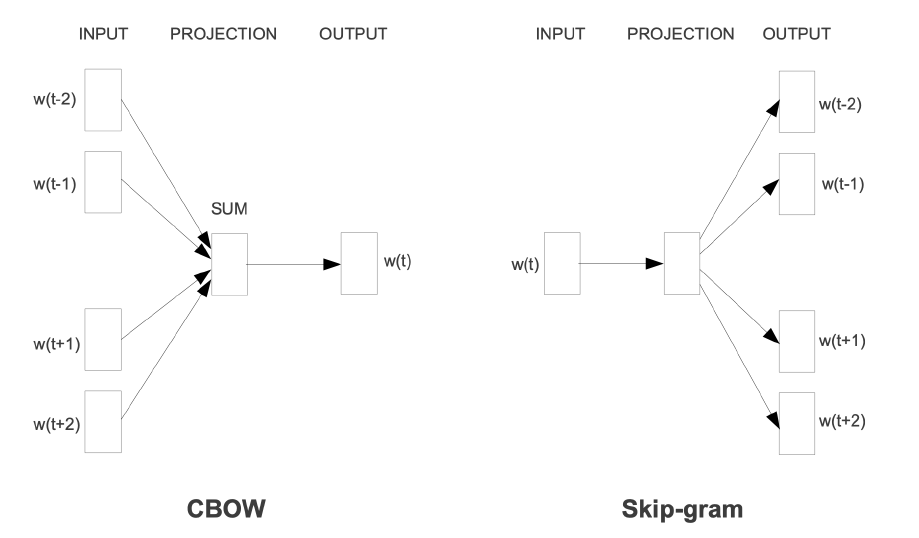 INPUT PROJECTION OUTPUT
w(t-2)
w(t-1)
SUM
w(t)
w(t+1)
w(t+2)
CBOW
INPUT PROJECTION OUTPUT
w(t-2)
w(t-1)
w(t)
w(t+1)
w(t+2)
Skip-gram